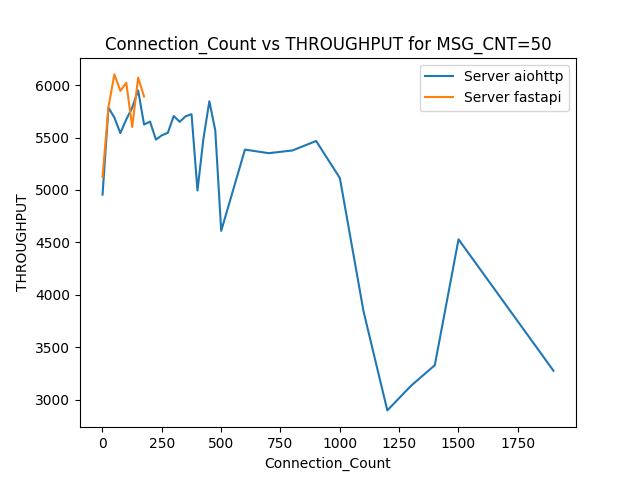 Connection_Count vs THROUGHPUT for MSG_CNT=50
Server aiohttp
Server fastapi
THROUGHPUT
6000
5500
5000
4500
4000
3500
3000
0 250 500 750 1000 1250 1500 1750
Connection_Count